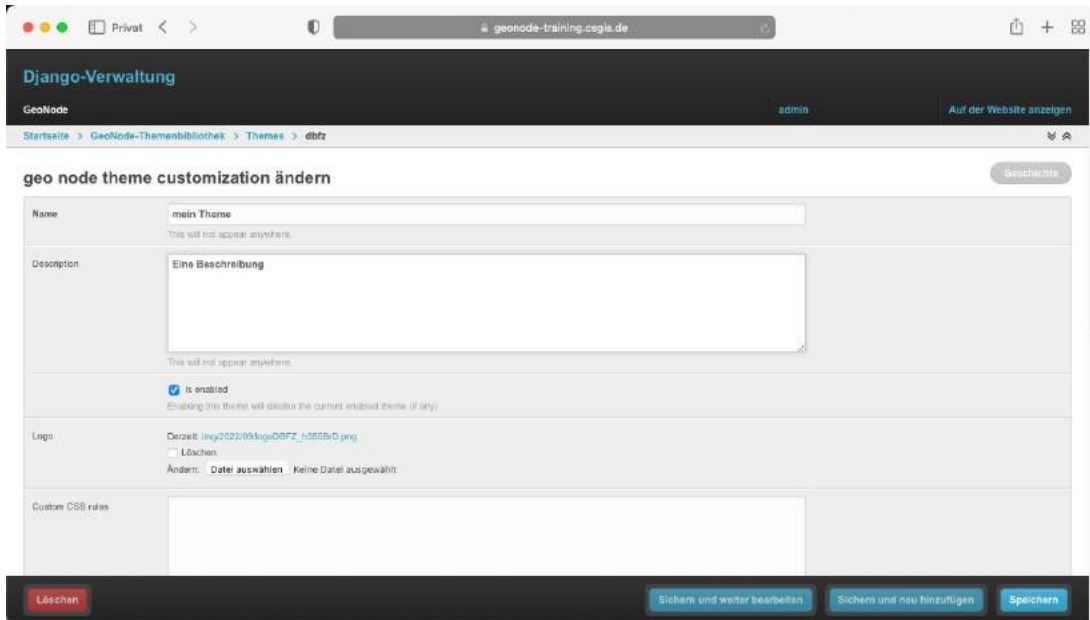 Privat
geonode-training.csgis.de
Django-Verwaltung
GeoNode
admin
Auf der Website anzeigen
Startseite > GeoNode-Themenbibliothek > Themes > dbfz
geo node theme customization ändern
Geschichte
Name
mein Theme
This will not appear anywhere.
Description
Eine Beschreibung
This will not appear anywhere.
Is enabled
Enabling this theme will disable the current enabled theme (if any)
Logo
Derzeit:
Löschen
Ändern: Datei auswählen Keine Datei ausgewählt
Custom CSS rules
Löschen
Sichern und weiter bearbeiten
Sichern und neu hinzufügen
Speichern